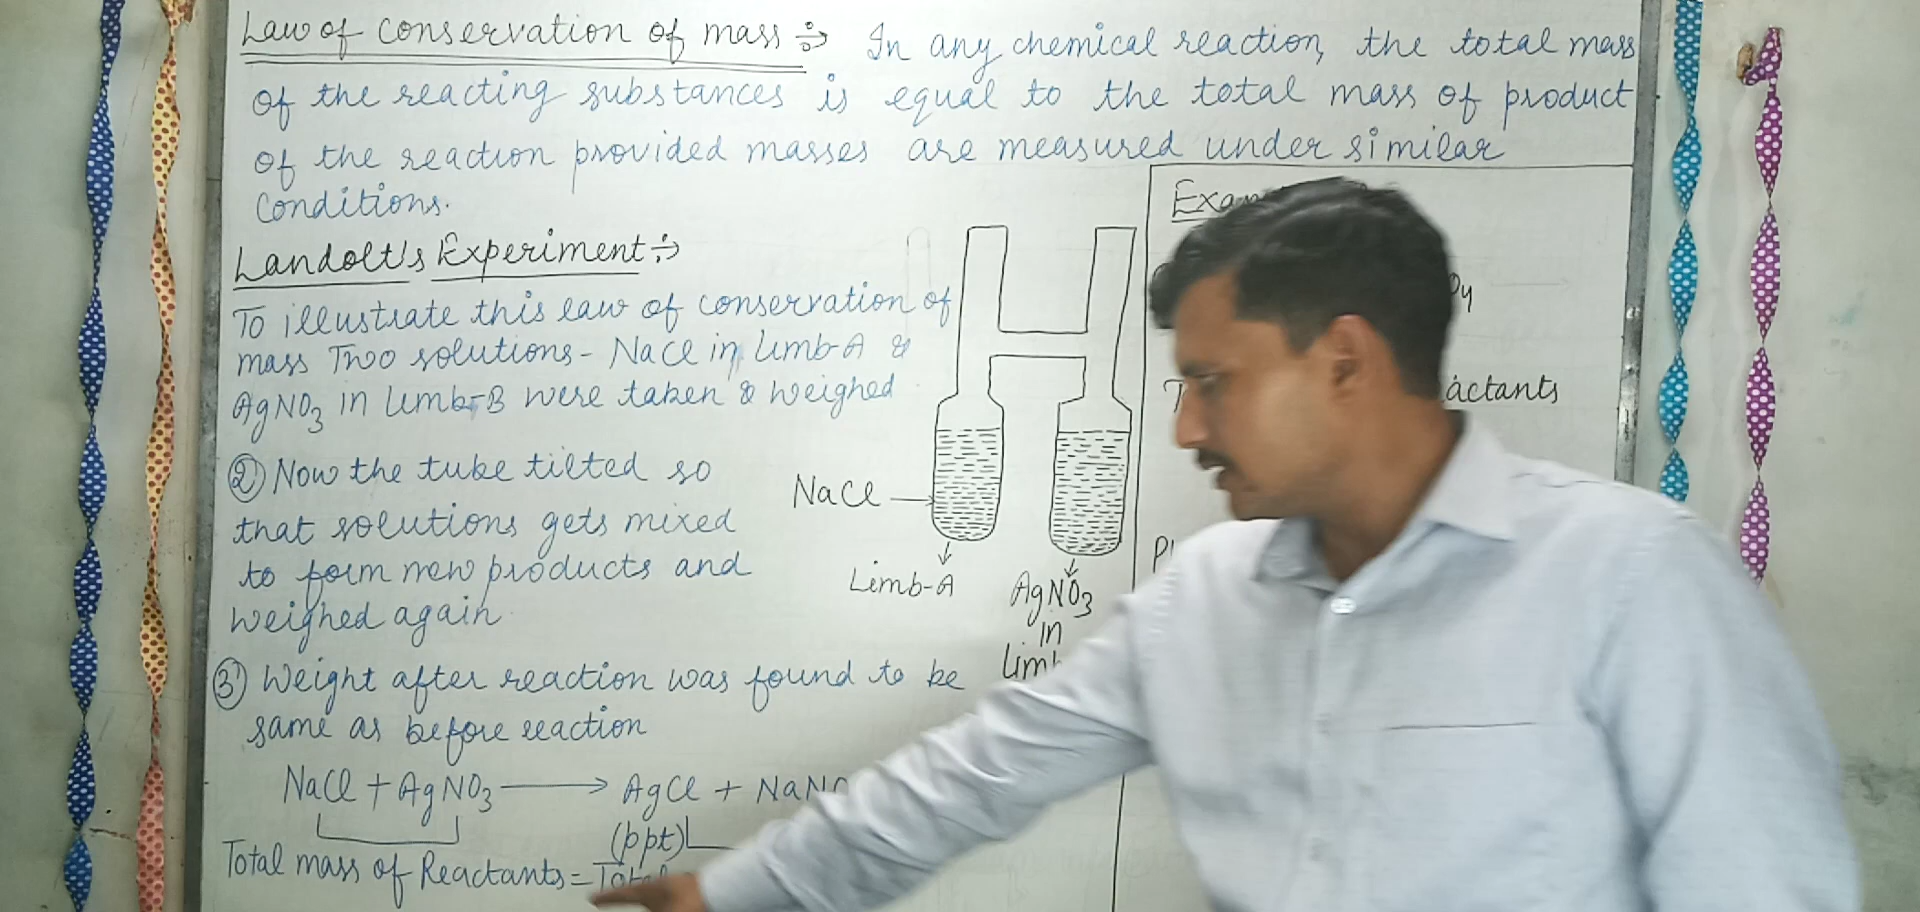 Law of conservation of mass ÷> In any chemical reaction, the total mass
of the reacting substances is equal to the total mass of product
of the reaction provided masses are measured under similar
conditions.
Landolt's Experiment ÷>
To illustrate this law of conservation of
mass Two solutions - NaCl in limb-A &
AgNO3 in limb-B were taken & weighed
② Now the tube tilted so
that solutions gets mixed
to form new products and
weighed again
③ Weight after reaction was found to be
same as before reaction
NaCl + AgNO3 → AgCl +
(ppt)
Total mass of Reactants =
NaCl
Limb-A
AgNO3
in